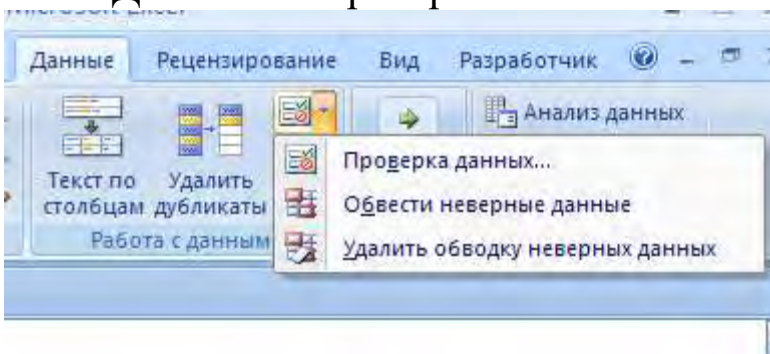 Данные Рецензирование Вид Разработчик
Анализ данных
Текст по столбцам
Удалить дубликаты
Работа с данным
Проверка данных...
Обвести неверные данные
Удалить обводку неверных данных